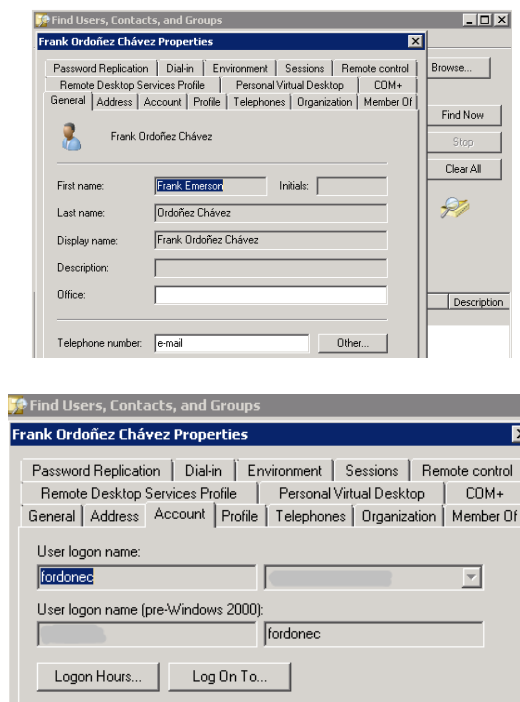 Find Users, Contacts, and Groups
Frank Ordoñez Chávez Properties
Browse...
Password Replication Dial-in Environment Sessions Remote control
Remote Desktop Services Profile Personal Virtual Desktop COM+
General Address Account Profile Telephones Organization Member Of
Find Now
Stop
Clear All
Frank Ordoñez Chávez
First name: Frank Emerson Initials:
Last name: Ordoñez Chávez
Display name: Frank Ordoñez Chávez
Description:
Office:
Description
Telephone number: e-mail Other...
Find Users, Contacts, and Groups
Frank Ordoñez Chávez Properties
Password Replication Dial-in Environment Sessions Remote control
Remote Desktop Services Profile Personal Virtual Desktop COM+
General Address Account Profile Telephones Organization Member Of
User logon name:
fordonec
User logon name (pre-Windows 2000):
fordonec
Logon Hours... Log On To...